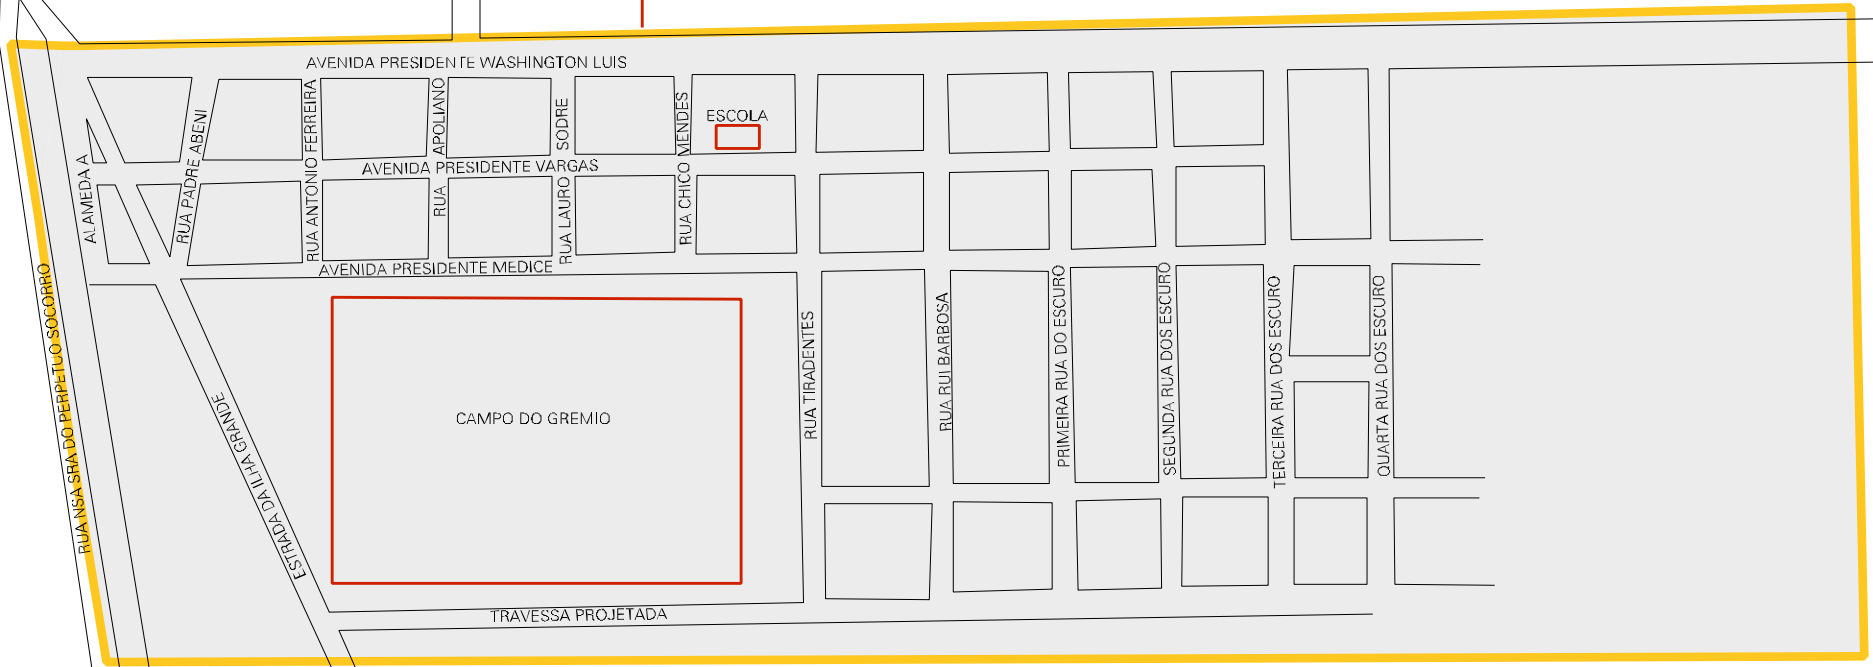 AVENIDA PRESIDENTE WASHINGTON LUIS
ESCOLA
AVENIDA PRESIDENTE VARGAS
AVENIDA PRESIDENTE MEDICE
ALAMEDA A
RUA PADRE ABENI
RUA ANTONIO FERREIRA
RUA APOLIANO
RUA LAURO SODRE
RUA CHICO MENDES
RUA NSA SRA DO PERPETUO SOCORRO
ESTRADA DA ILHA GRANDE
CAMPO DO GREMIO
RUA TIRADENTES
RUA RUI BARBOSA
PRIMEIRA RUA DO ESCURO
SEGUNDA RUA DOS ESCURO
TERCEIRA RUA DOS ESCURO
QUARTA RUA DOS ESCURO
TRAVESSA PROJETADA